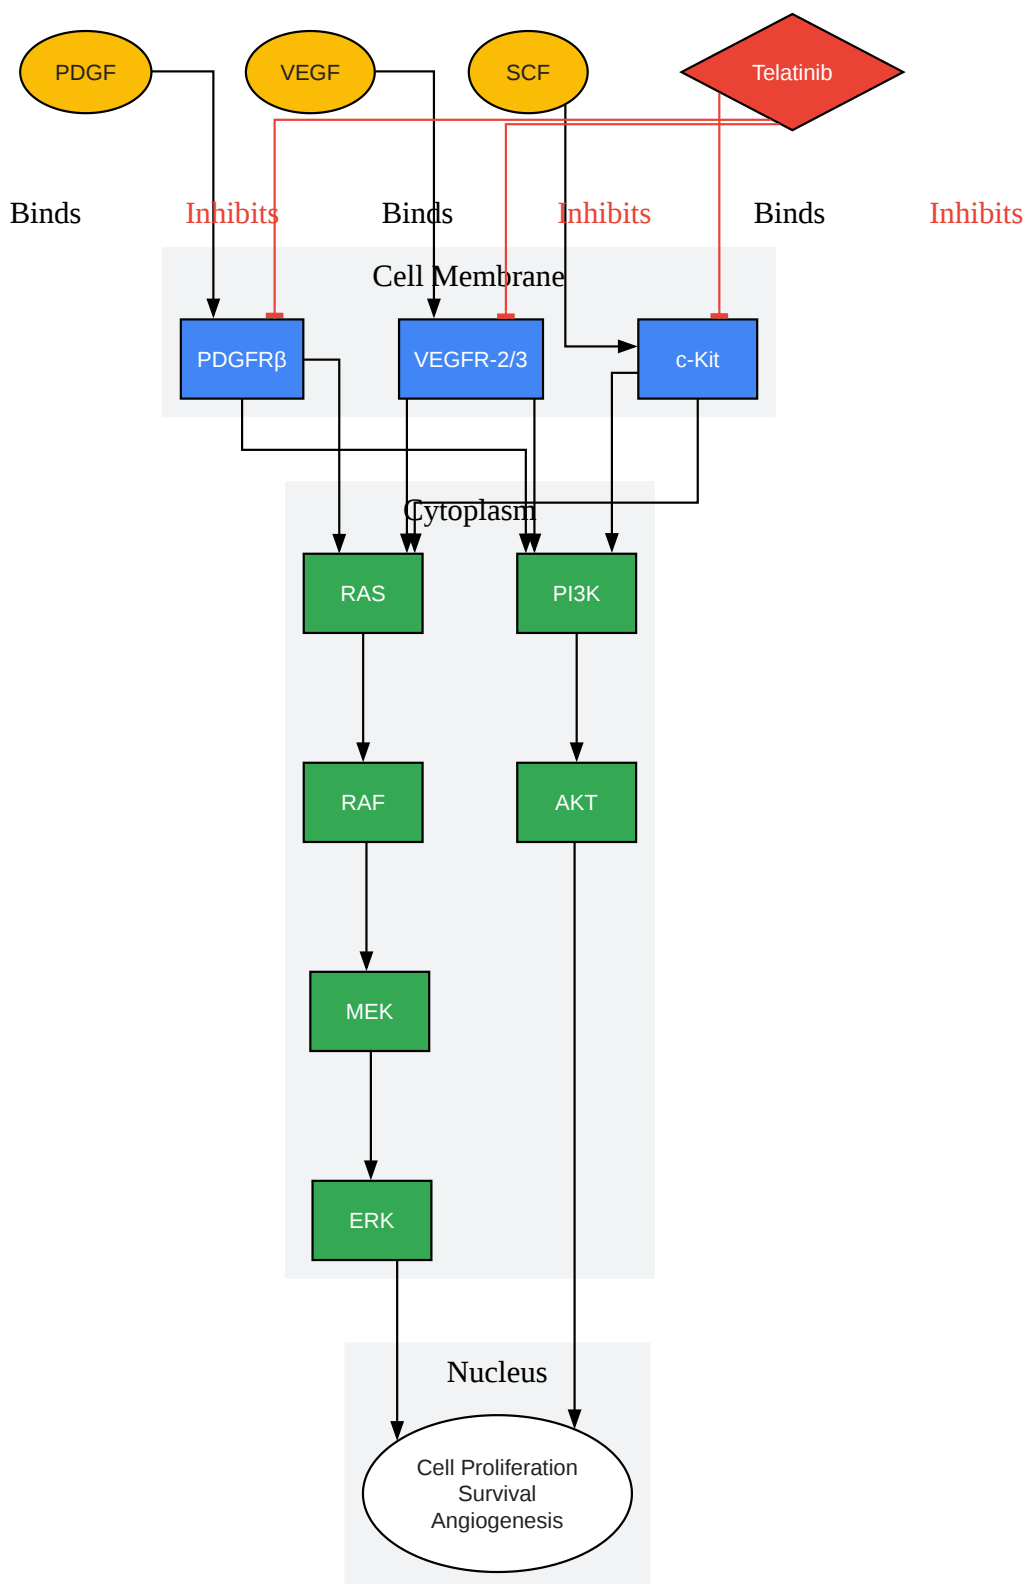 PDGF
VEGF
SCF
Telatinib
Binds
Inhibits
Binds
Inhibits
Binds
Inhibits
Cell Membrane
PDGFRβ
VEGFR-2/3
c-Kit
Cytoplasm
RAS
PI3K
RAF
AKT
MEK
ERK
Nucleus
Cell Proliferation
Survival
Angiogenesis